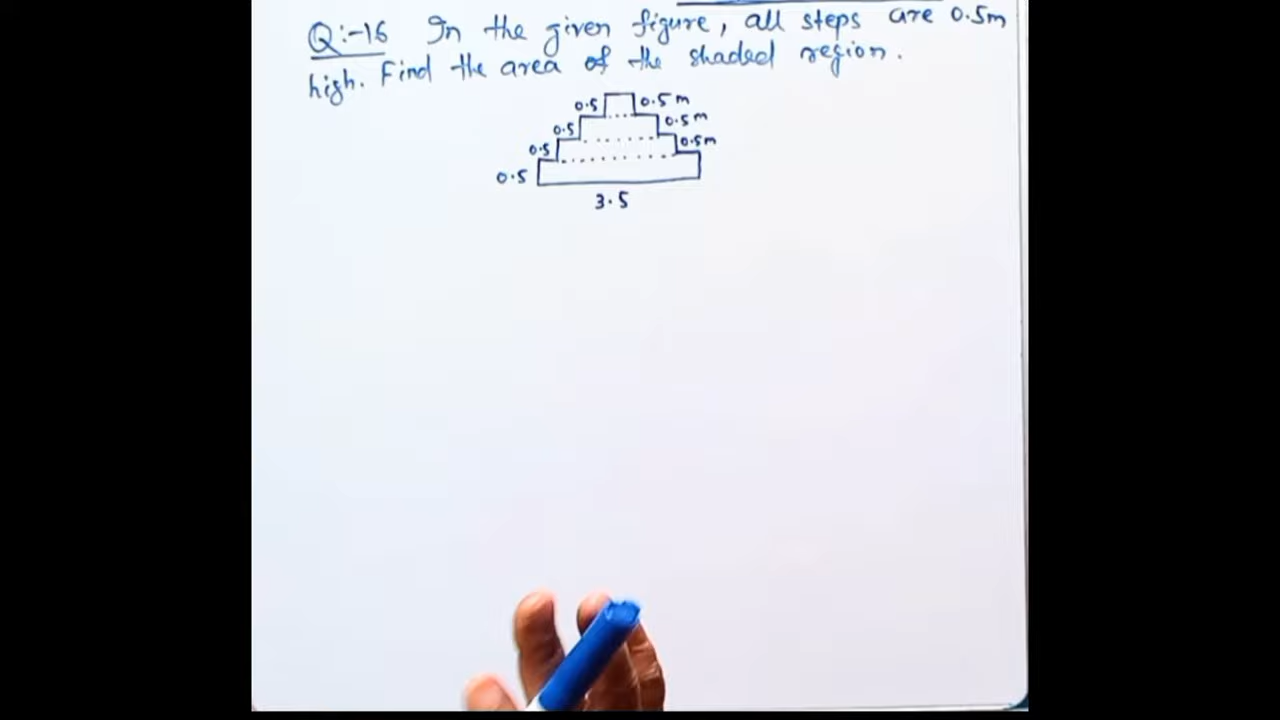 Q:-16 In the given figure, all steps are 0.5m
high. Find the area of the shaded region.
0.5 0.5 m
0.5 0.5 m
0.5 0.5m
0.5
3.5